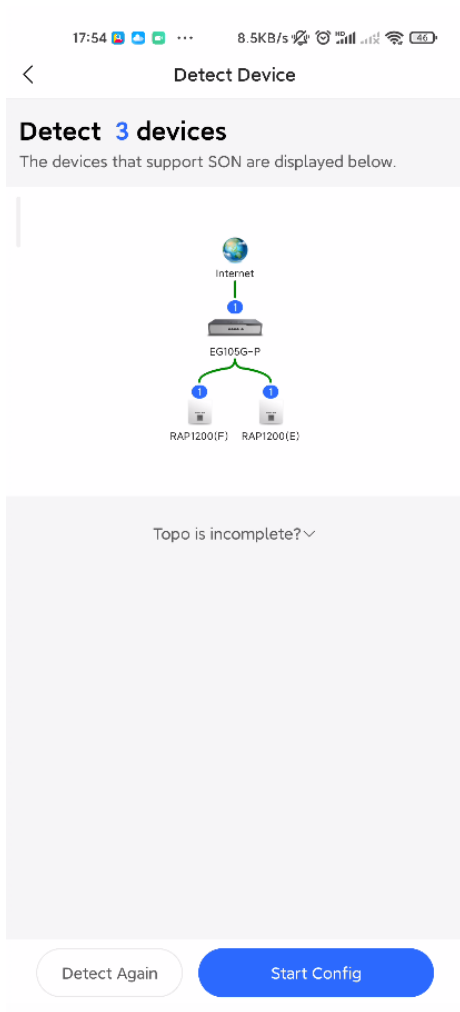 17:54 ··· 8.5KB/s HD 46
Detect Device
Detect 3 devices
The devices that support SON are displayed below.
Internet
1
EG105G-P
1 1
RAP1200(F) RAP1200(E)
Topo is incomplete?
Detect Again Start Config